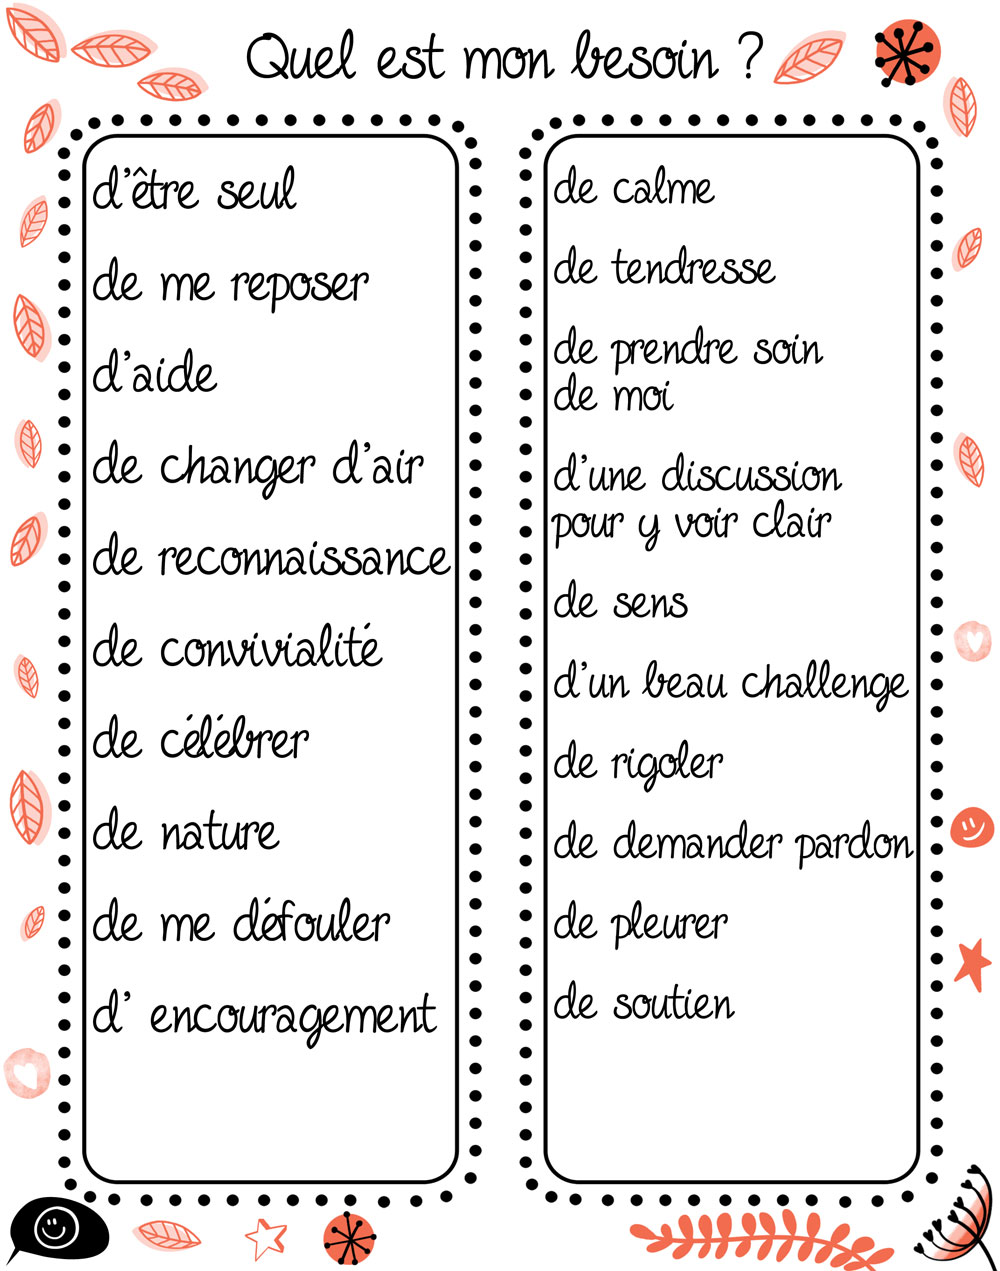 Quel est mon besoin ?
d'être seul
de me reposer
d'aide
de changer d'air
de reconnaissance
de convivialité
de célébrer
de nature
de me défouler
d' encouragement
de calme
de tendresse
de prendre soin
de moi
d'une discussion
pour y voir clair
de sens
d'un beau challenge
de rigoler
de demander pardon
de pleurer
de soutien